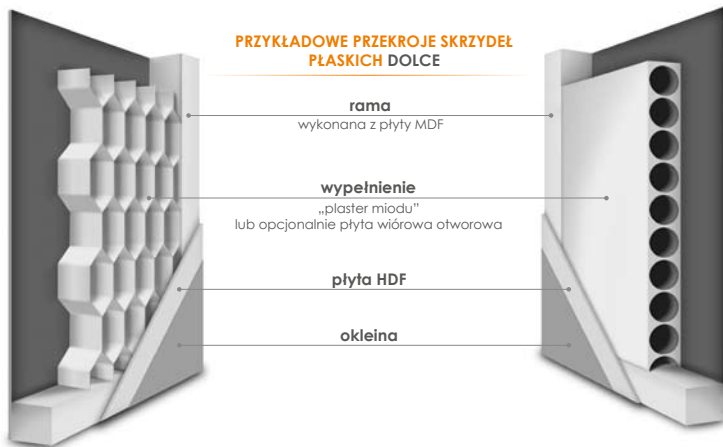 PRZYKŁADOWE PRZEKROJE SKRZYDEŁ
PŁASKICH DOLCE
rama
wykonana z płyty MDF
wypełnienie
„plaster miodu”
lub opcjonalnie płyta wiórowa otworowa
płyta HDF
okleina